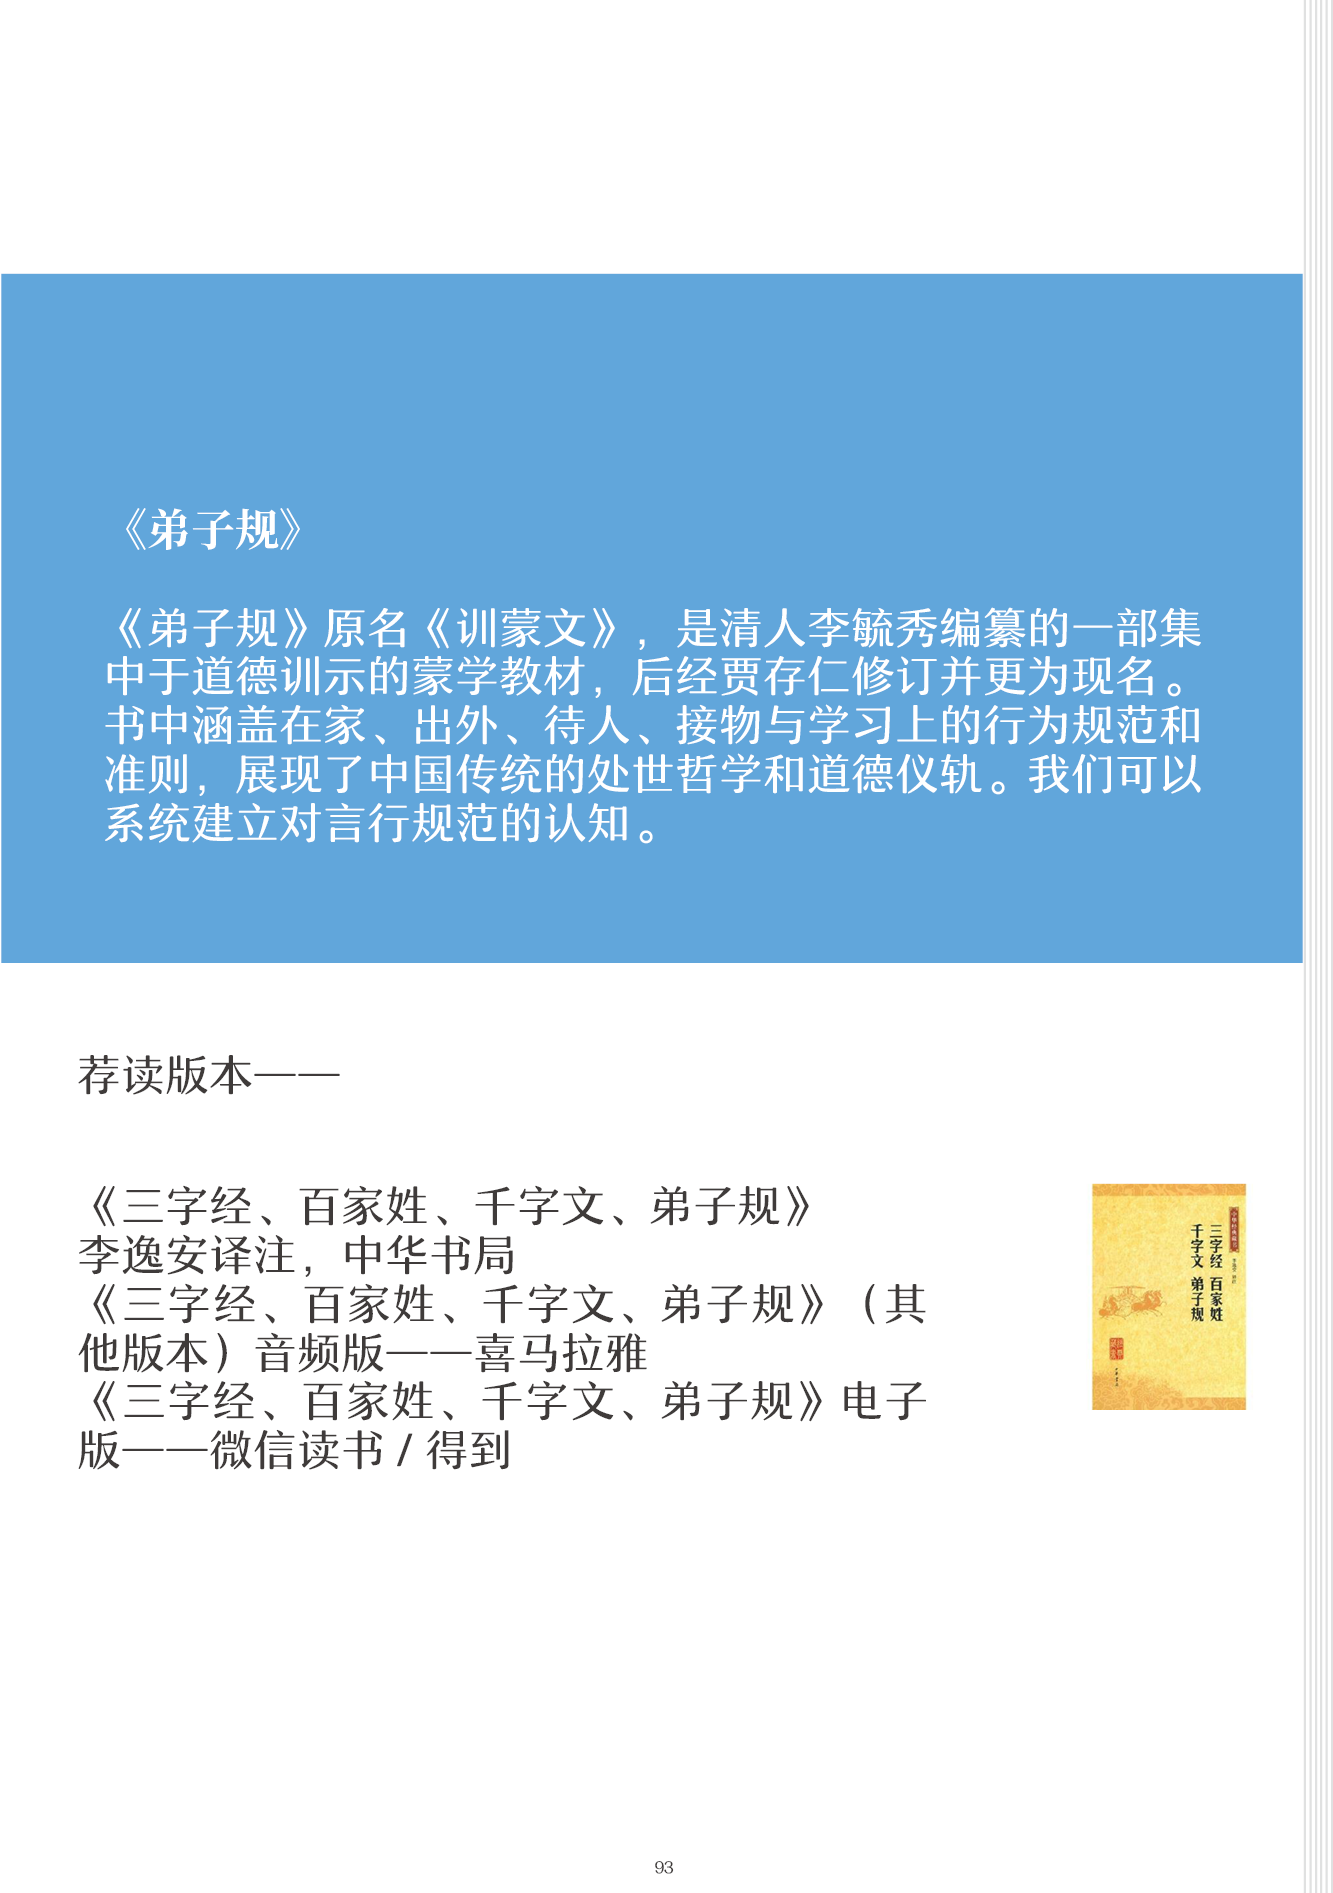 《弟子规》
《弟子规》原名《训蒙文》，是清人李毓秀编纂的一部集
中于道德训示的蒙学教材，后经贾存仁修订并更为现名。
书中涵盖在家、出外、待人、接物与学习上的行为规范和
准则，展现了中国传统的处世哲学和道德仪轨。我们可以
系统建立对言行规范的认知。
荐读版本——
《三字经、百家姓、千字文、弟子规》
李逸安译注，中华书局
《三字经、百家姓、千字文、弟子规》（其
他版本）音频版——喜马拉雅
《三字经、百家姓、千字文、弟子规》电子
版——微信读书 / 得到
三字经 百家姓
千字文 弟子规
93